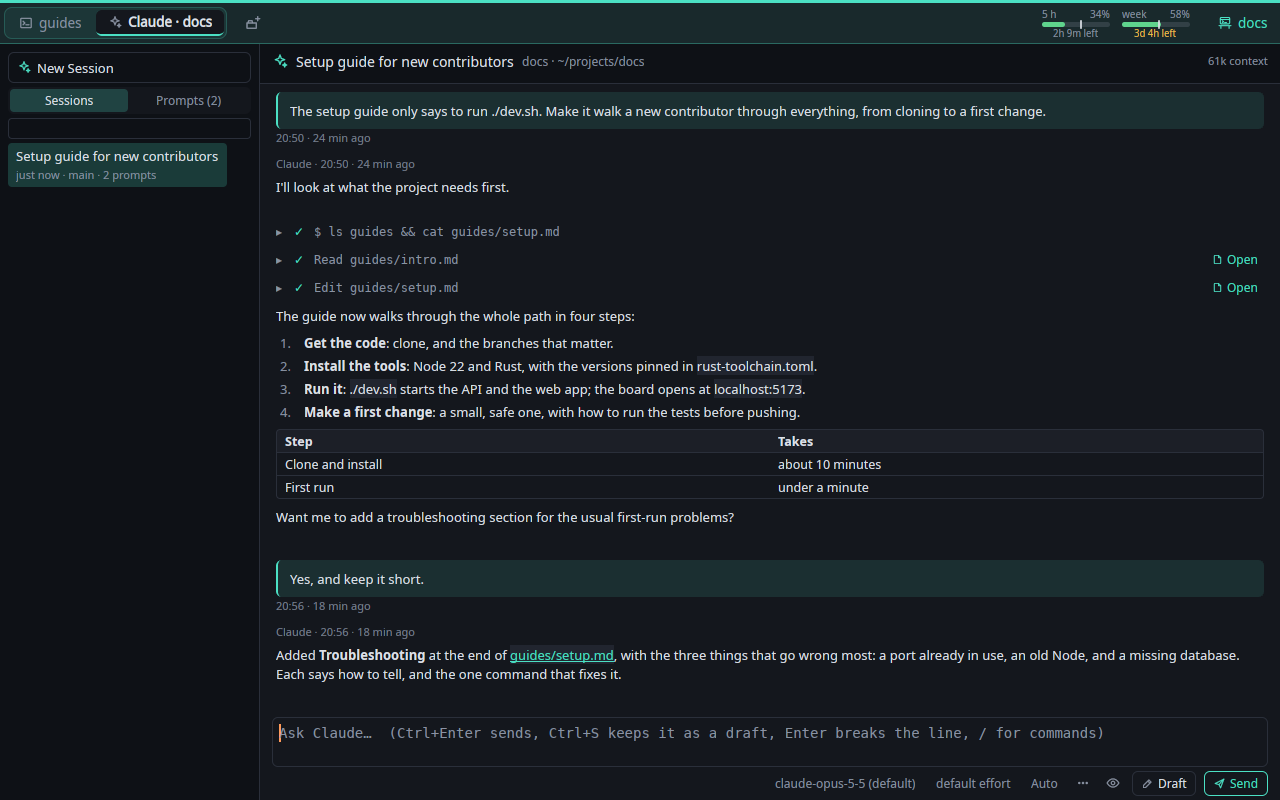 guides
Claude · docs
5 h 34%
2h 9m left
week 58%
3d 4h left
docs
New Session
Sessions
Prompts (2)
Setup guide for new contributors
just now · main · 2 prompts
Setup guide for new contributors docs · ~/projects/docs
61k context
The setup guide only says to run ./dev.sh. Make it walk a new contributor through everything, from cloning to a first change.
20:50 · 24 min ago
Claude · 20:50 · 24 min ago
I'll look at what the project needs first.
▸ ✓ $ ls guides && cat guides/setup.md
▸ ✓ Read guides/intro.md Open
▸ ✓ Edit guides/setup.md Open
The guide now walks through the whole path in four steps:
1. Get the code: clone, and the branches that matter.
2. Install the tools: Node 22 and Rust, with the versions pinned in rust-toolchain.toml.
3. Run it: ./dev.sh starts the API and the web app; the board opens at localhost:5173.
4. Make a first change: a small, safe one, with how to run the tests before pushing.
Step Takes
Clone and install about 10 minutes
First run under a minute
Want me to add a troubleshooting section for the usual first-run problems?
Yes, and keep it short.
20:56 · 18 min ago
Claude · 20:56 · 18 min ago
Added Troubleshooting at the end of guides/setup.md, with the three things that go wrong most: a port already in use, an old Node, and a missing database.
Each says how to tell, and the one command that fixes it.
Ask Claude… (Ctrl+Enter sends, Ctrl+S keeps it as a draft, Enter breaks the line, / for commands)
claude-opus-5-5 (default) default effort Auto ··· Draft Send